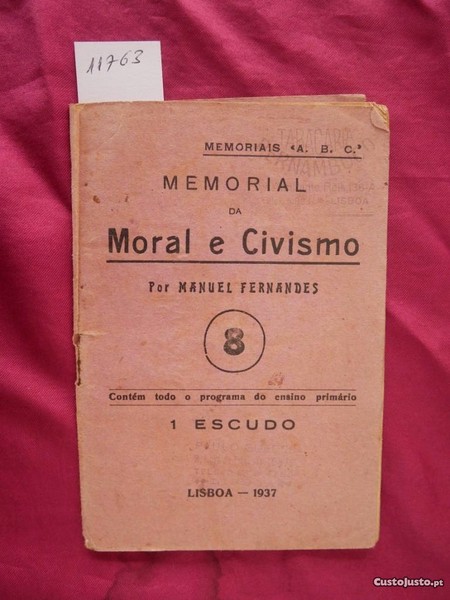 11763
MEMORIAIS «A. B. C.»
MEMORIAL
DA
Moral e Civismo
Por MANUEL FERNANDES
8
Contém todo o programa do ensino primário
1 ESCUDO
LISBOA — 1937
CustoJusto.pt